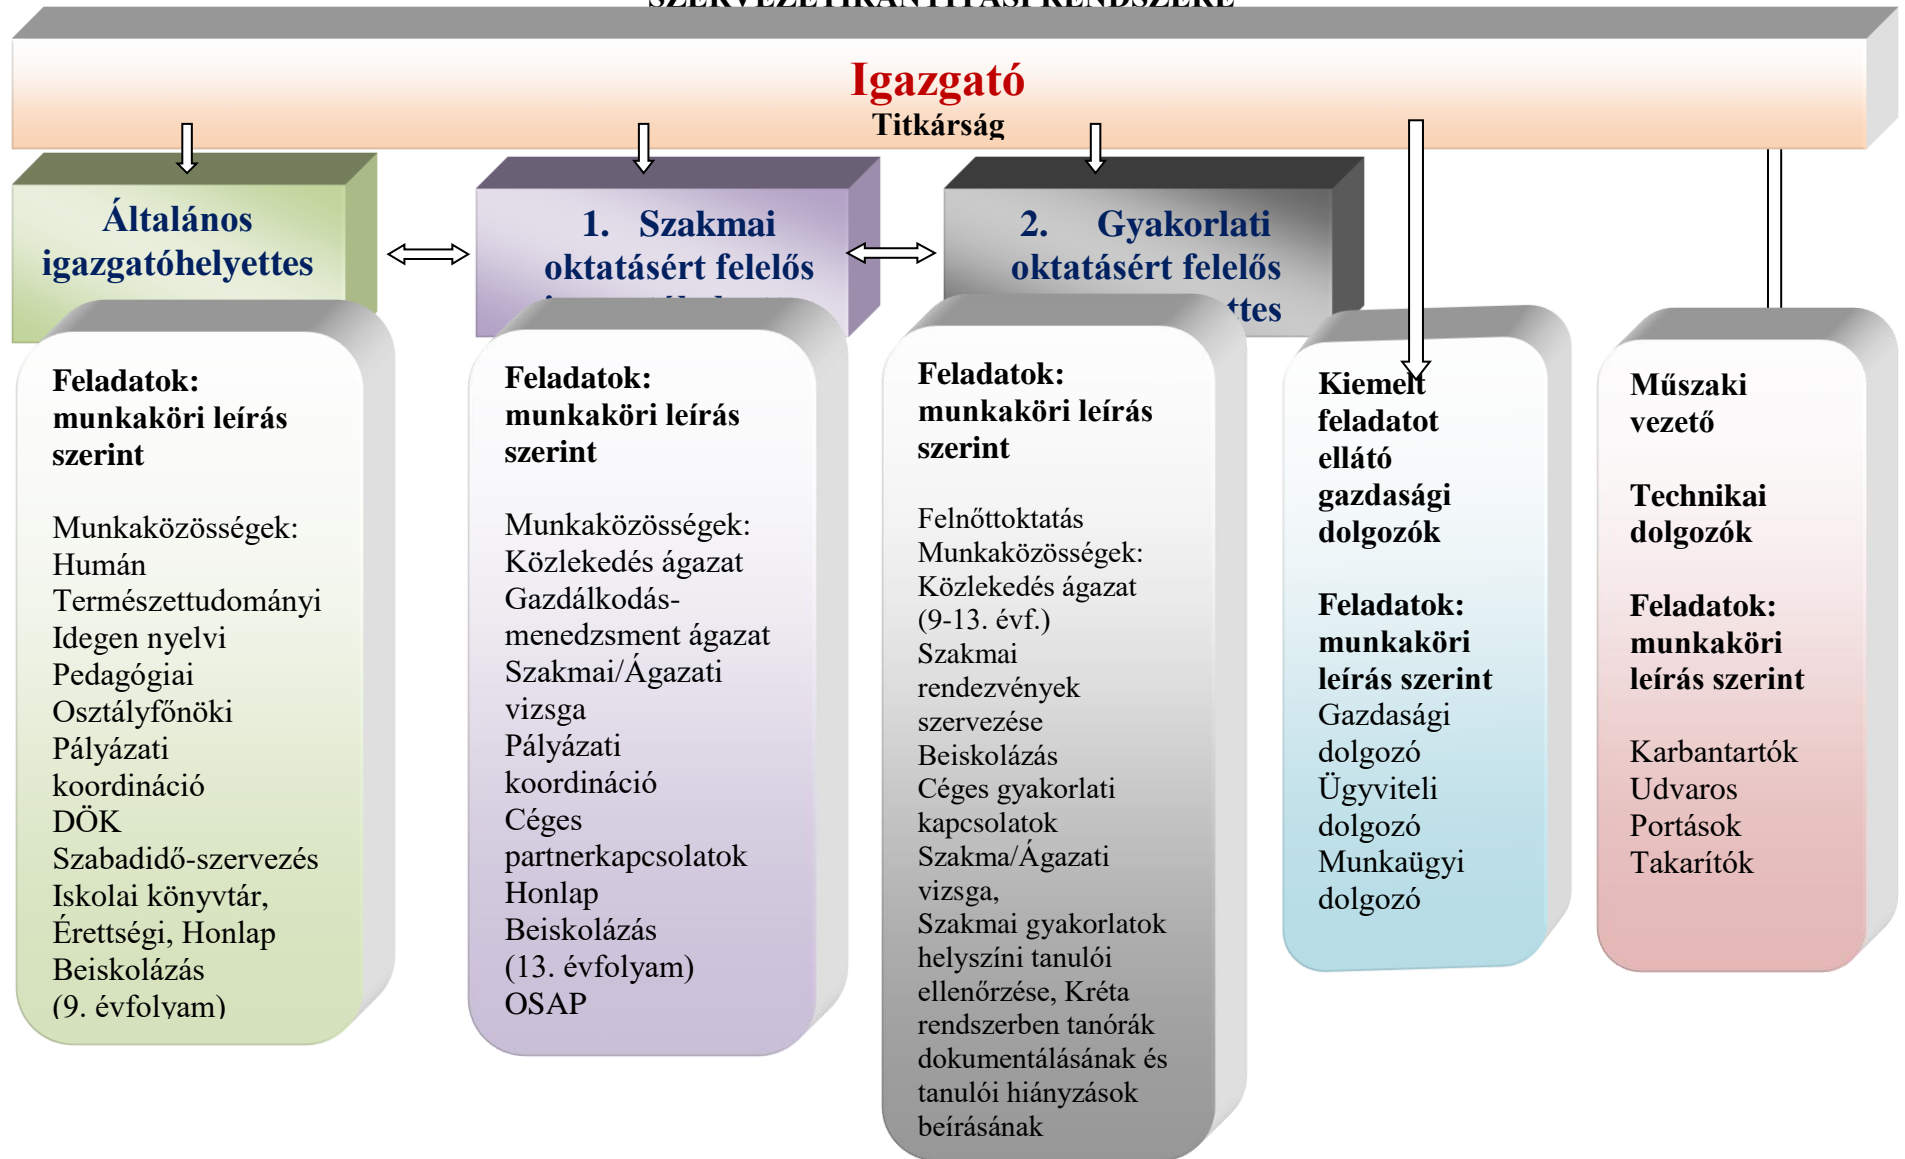 SZERVEZETIRÁNYÍTÁSI RENDSZERE
Igazgató
Titkárság
Általános
igazgatóhelyettes
1. Szakmai
oktatásért felelős
2. Gyakorlati
oktatásért felelős
Feladatok:
munkaköri leírás
szerint
Munkaközösségek:
Humán
Természettudományi
Idegen nyelvi
Pedagógiai
Osztályfőnöki
Pályázati
koordináció
DÖK
Szabadidő-szervezés
Iskolai könyvtár,
Érettségi, Honlap
Beiskolázás
(9. évfolyam)
Feladatok:
munkaköri leírás
szerint
Munkaközösségek:
Közlekedés ágazat
Gazdálkodás-
menedzsment ágazat
Szakmai/Ágazati
vizsga
Pályázati
koordináció
Céges
partnerkapcsolatok
Honlap
Beiskolázás
(13. évfolyam)
OSAP
Feladatok:
munkaköri leírás
szerint
Felnőttoktatás
Munkaközösségek:
Közlekedés ágazat
(9-13. évf.)
Szakmai
rendezvények
szervezése
Beiskolázás
Céges gyakorlati
kapcsolatok
Szakma/Ágazati
vizsga,
Szakmai gyakorlatok
helyszíni tanulói
ellenőrzése, Kréta
rendszerben tanórák
dokumentálásának és
tanulói hiányzások
beírásának
Kiemelt
feladatot
ellátó
gazdasági
dolgozók
Feladatok:
munkaköri
leírás szerint
Gazdasági
dolgozó
Ügyviteli
dolgozó
Munkaügyi
dolgozó
Műszaki
vezető
Technikai
dolgozók
Feladatok:
munkaköri
leírás szerint
Karbantartók
Udvaros
Portások
Takarítók